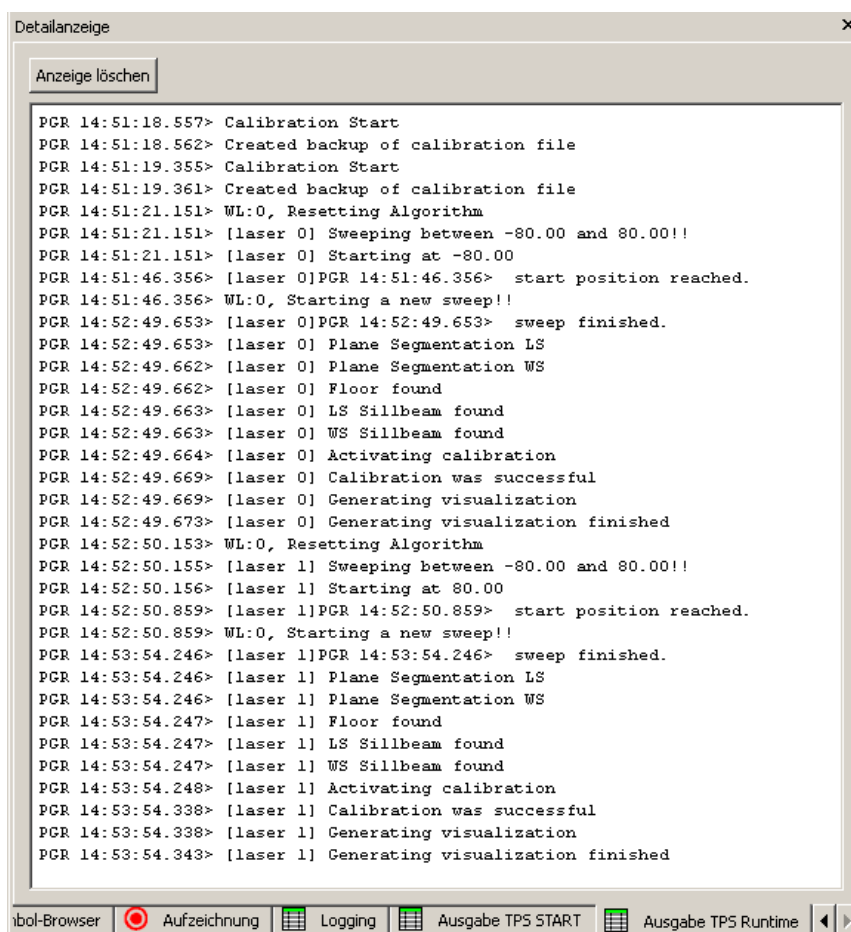 Detailanzeige
Anzeige löschen
PGR 14:51:18.557> Calibration Start
PGR 14:51:18.562> Created backup of calibration file
PGR 14:51:19.355> Calibration Start
PGR 14:51:19.361> Created backup of calibration file
PGR 14:51:21.151> WL:0, Resetting Algorithm
PGR 14:51:21.151> [laser 0] Sweeping between -80.00 and 80.00!!
PGR 14:51:21.151> [laser 0] Starting at -80.00
PGR 14:51:46.356> [laser 0]PGR 14:51:46.356>  start position reached.
PGR 14:51:46.356> WL:0, Starting a new sweep!!
PGR 14:52:49.653> [laser 0]PGR 14:52:49.653>  sweep finished.
PGR 14:52:49.653> [laser 0] Plane Segmentation LS
PGR 14:52:49.662> [laser 0] Plane Segmentation WS
PGR 14:52:49.662> [laser 0] Floor found
PGR 14:52:49.663> [laser 0] LS Sillbeam found
PGR 14:52:49.663> [laser 0] WS Sillbeam found
PGR 14:52:49.664> [laser 0] Activating calibration
PGR 14:52:49.669> [laser 0] Calibration was successful
PGR 14:52:49.669> [laser 0] Generating visualization
PGR 14:52:49.673> [laser 0] Generating visualization finished
PGR 14:52:50.153> WL:0, Resetting Algorithm
PGR 14:52:50.155> [laser 1] Sweeping between -80.00 and 80.00!!
PGR 14:52:50.156> [laser 1] Starting at 80.00
PGR 14:52:50.859> [laser 1]PGR 14:52:50.859>  start position reached.
PGR 14:52:50.859> WL:0, Starting a new sweep!!
PGR 14:53:54.246> [laser 1]PGR 14:53:54.246>  sweep finished.
PGR 14:53:54.246> [laser 1] Plane Segmentation LS
PGR 14:53:54.246> [laser 1] Plane Segmentation WS
PGR 14:53:54.247> [laser 1] Floor found
PGR 14:53:54.247> [laser 1] LS Sillbeam found
PGR 14:53:54.247> [laser 1] WS Sillbeam found
PGR 14:53:54.248> [laser 1] Activating calibration
PGR 14:53:54.338> [laser 1] Calibration was successful
PGR 14:53:54.338> [laser 1] Generating visualization
PGR 14:53:54.343> [laser 1] Generating visualization finished
bol-Browser Aufzeichnung Logging Ausgabe TPS START Ausgabe TPS Runtime